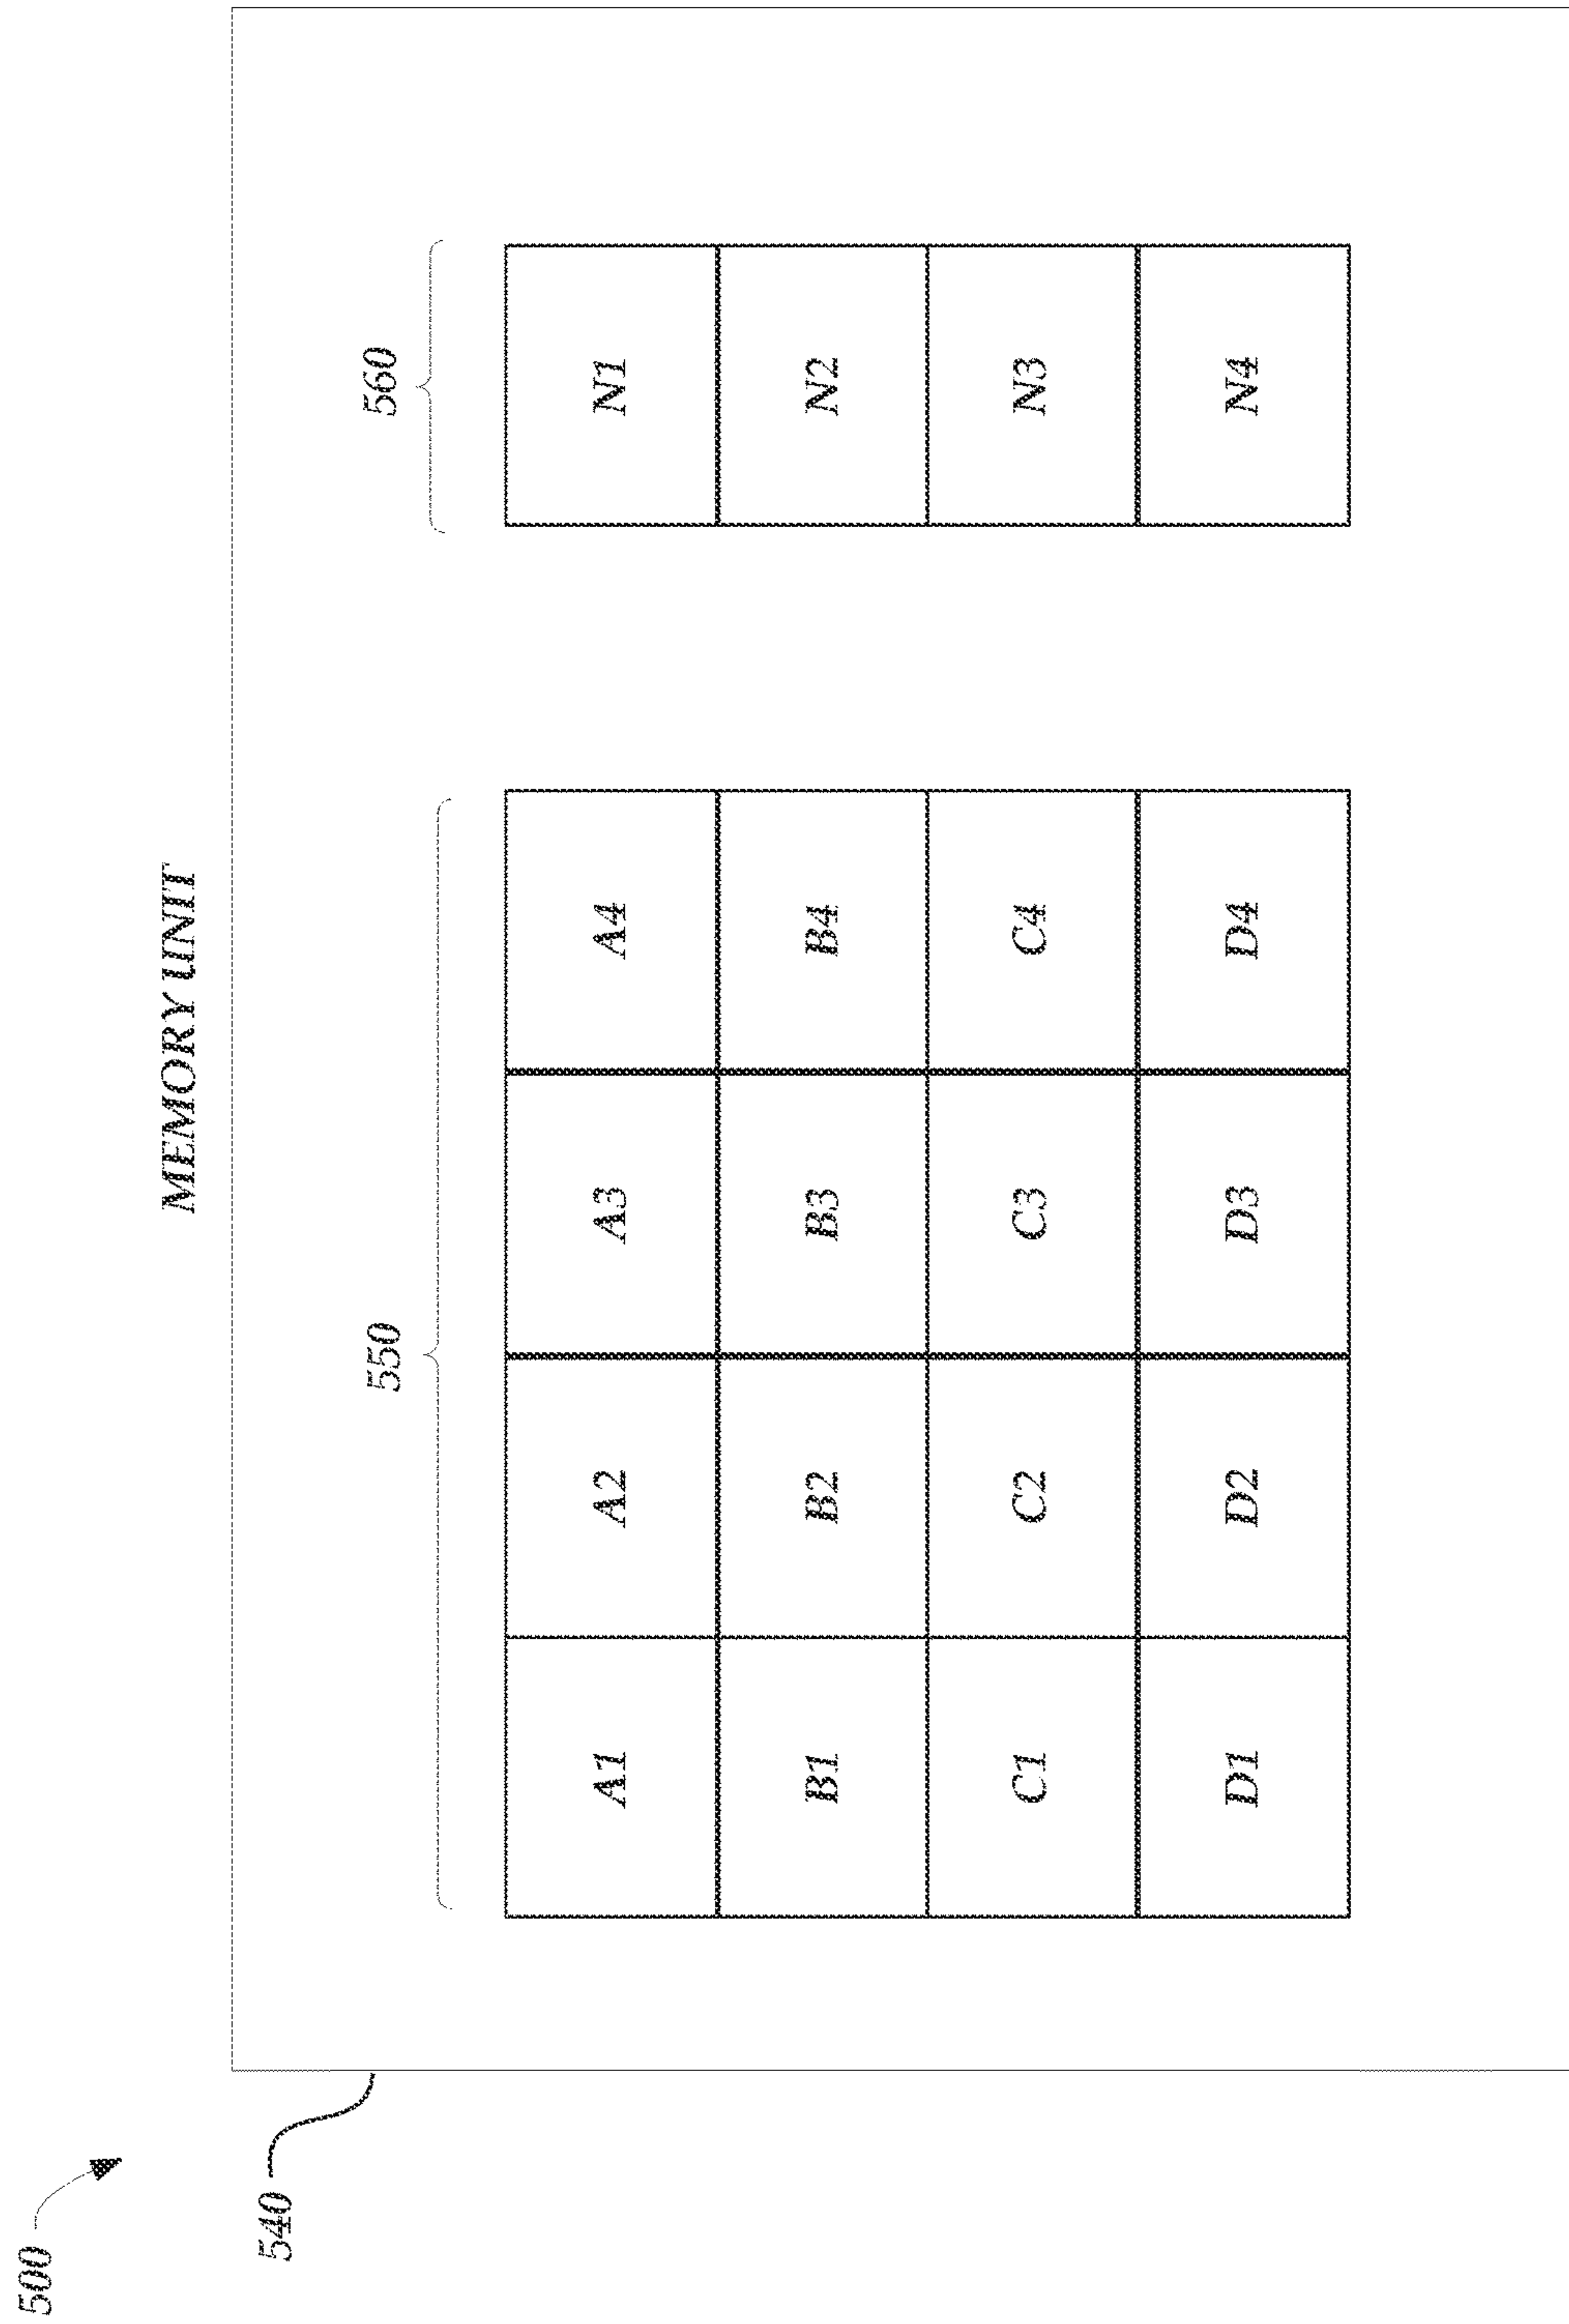 500
MEMORY UNIT
540
550
560
A1 A2 A3 A4 N1
B1 B2 B3 B4 N2
C1 C2 C3 C4 N3
D1 D2 D3 D4 N4